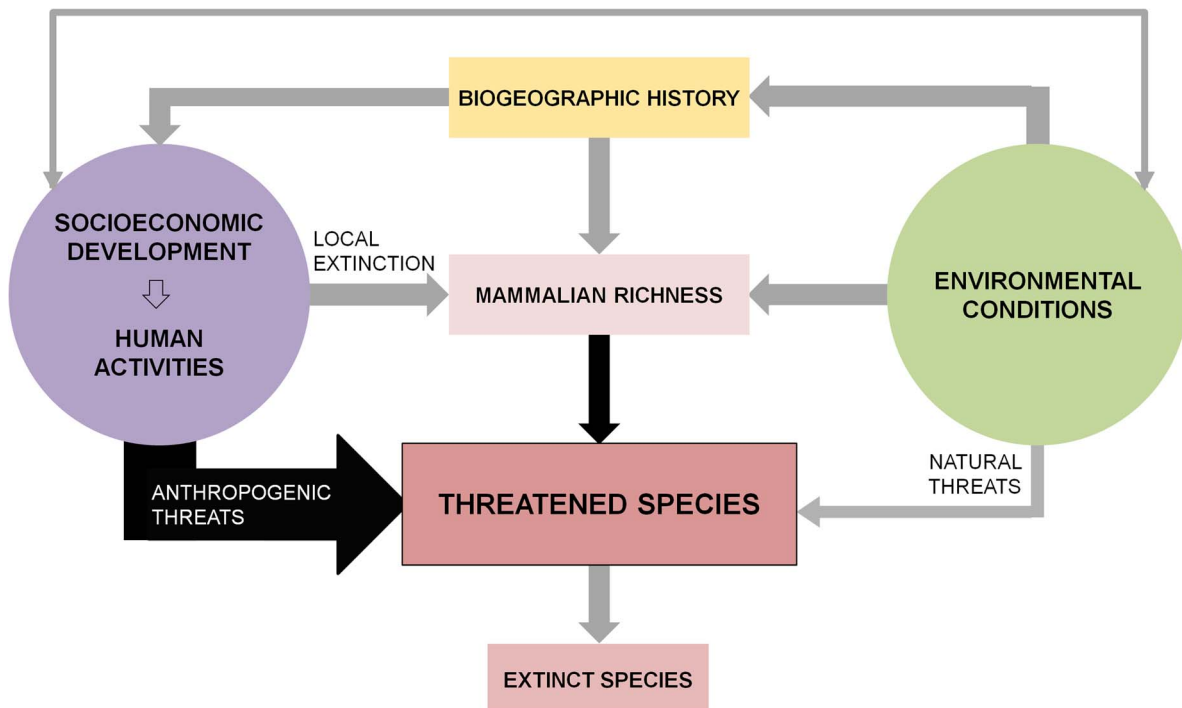 BIOGEOGRAPHIC HISTORY
SOCIOECONOMIC
DEVELOPMENT
HUMAN
ACTIVITIES
LOCAL
EXTINCTION
MAMMALIAN RICHNESS
ENVIRONMENTAL
CONDITIONS
ANTHROPOGENIC
THREATS
THREATENED SPECIES
NATURAL
THREATS
EXTINCT SPECIES